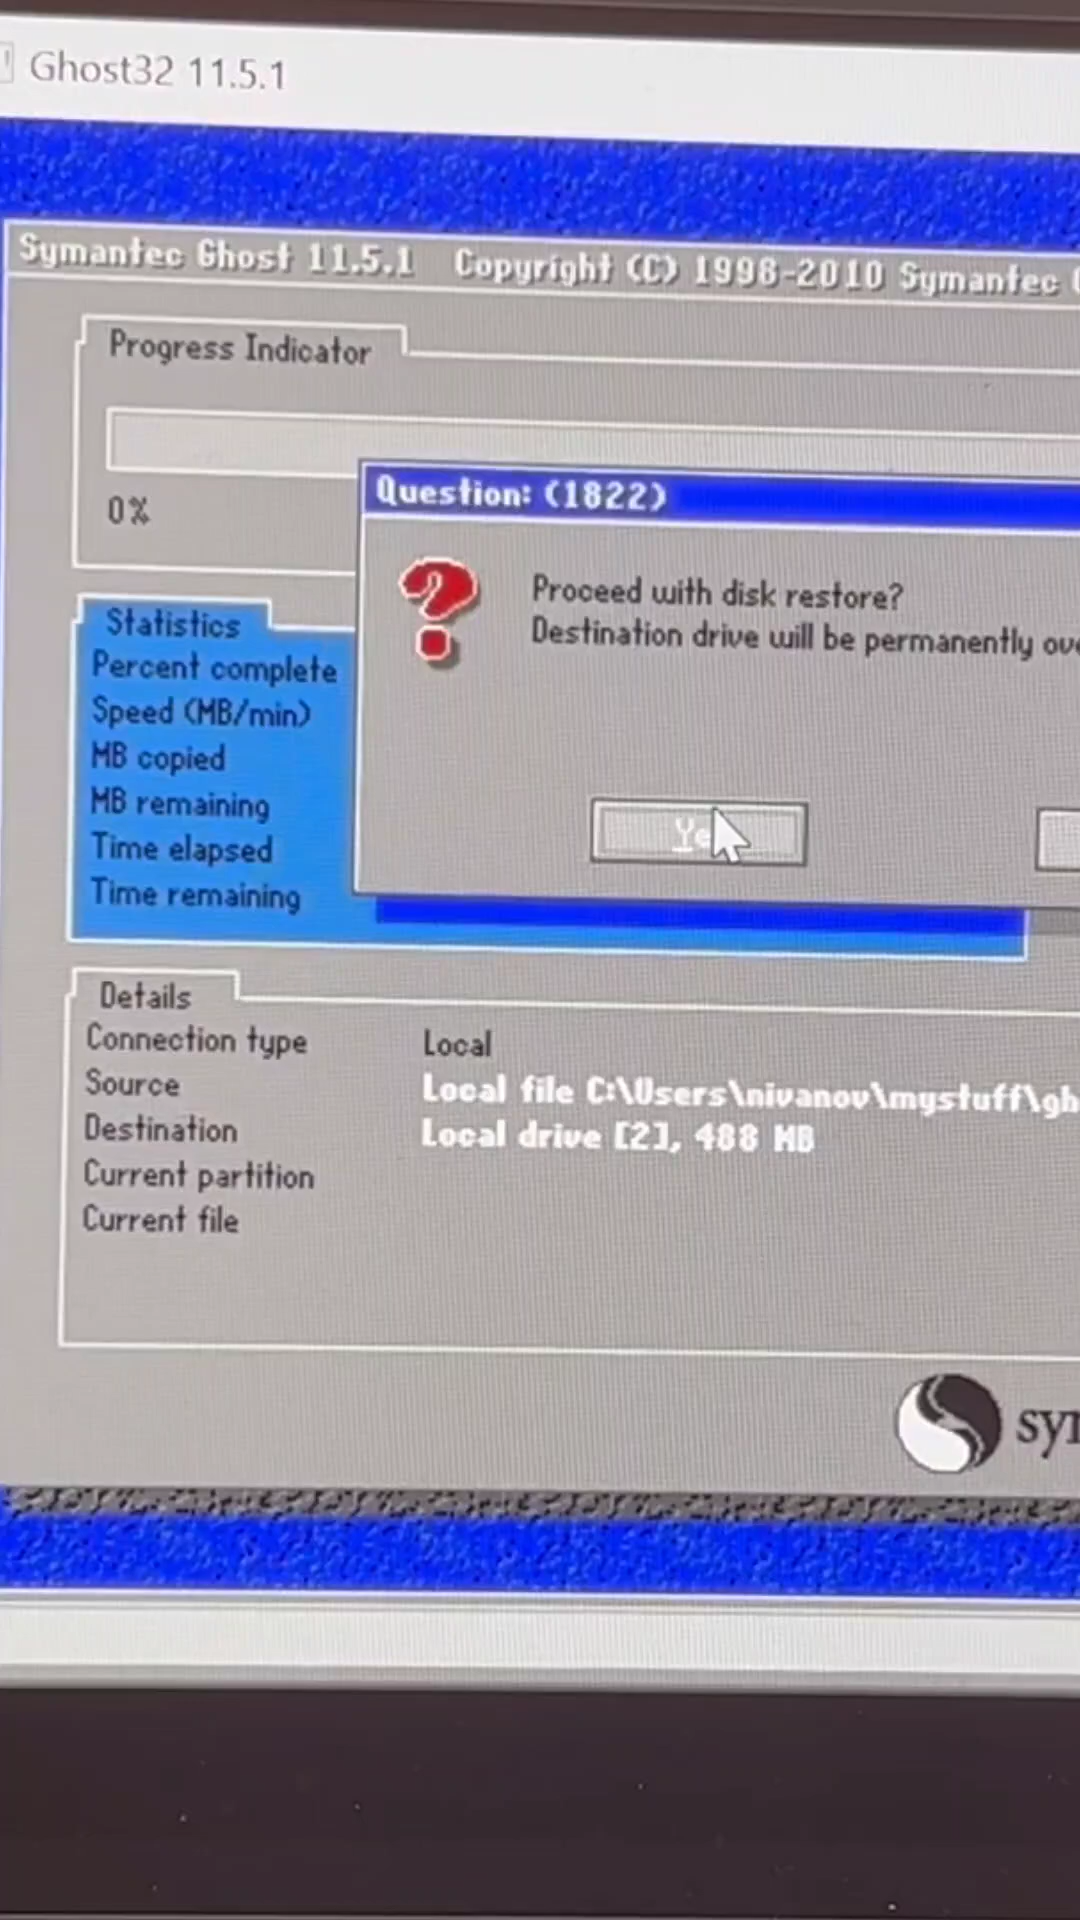 Ghost32 11.5.1
Symantec Ghost 11.5.1 Copyright (C) 1998-2010 Symantec
Progress Indicator
0%
Question: (1822)
Proceed with disk restore?
Destination drive will be permanently
Yes
Statistics
Percent complete
Speed (MB/min)
MB copied
MB remaining
Time elapsed
Time remaining
Details
Connection type Local
Source Local file C:\Users\nivanov\mystuff\gh
Destination Local drive [2], 488 MB
Current partition
Current file